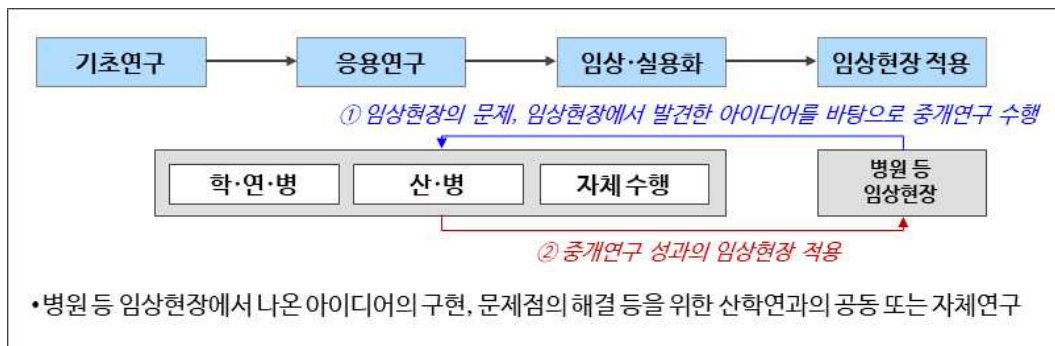 기초연구
응용연구
임상·실용화
임상현장 적용
① 임상현장의 문제, 임상현장에서 발견한 아이디어를 바탕으로 중개연구 수행
학·연·병
산·병
자체 수행
병원 등
임상현장
② 중개연구 성과의 임상현장 적용
•병원 등 임상현장에서 나온 아이디어의 구현, 문제점의 해결 등을 위한 산학연과의 공동 또는 자체연구